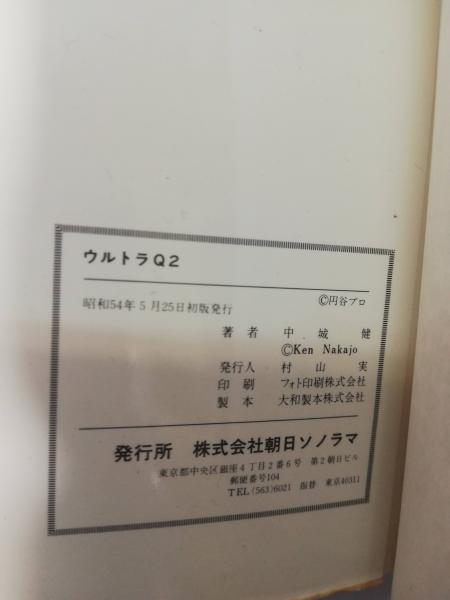 ウルトラQ2
©円谷プロ
昭和54年5月25日初版発行
著者 中城健
©Ken Nakajo
発行人 村山実
印刷 フォト印刷株式会社
製本 大和製本株式会社
発行所 株式会社朝日ソノラマ
東京都中央区銀座4丁目2番6号 第2朝日ビル
郵便番号104
TEL(563)6021 振替 東京40311